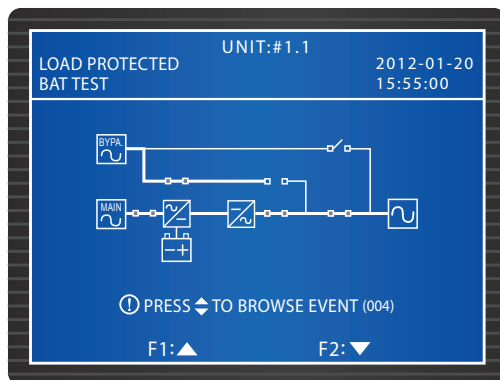 UNIT:#1.1
LOAD PROTECTED
2012-01-20
BAT TEST
15:55:00
BYPA.
MAIN
PRESS TO BROWSE EVENT (004)
F1:
F2: